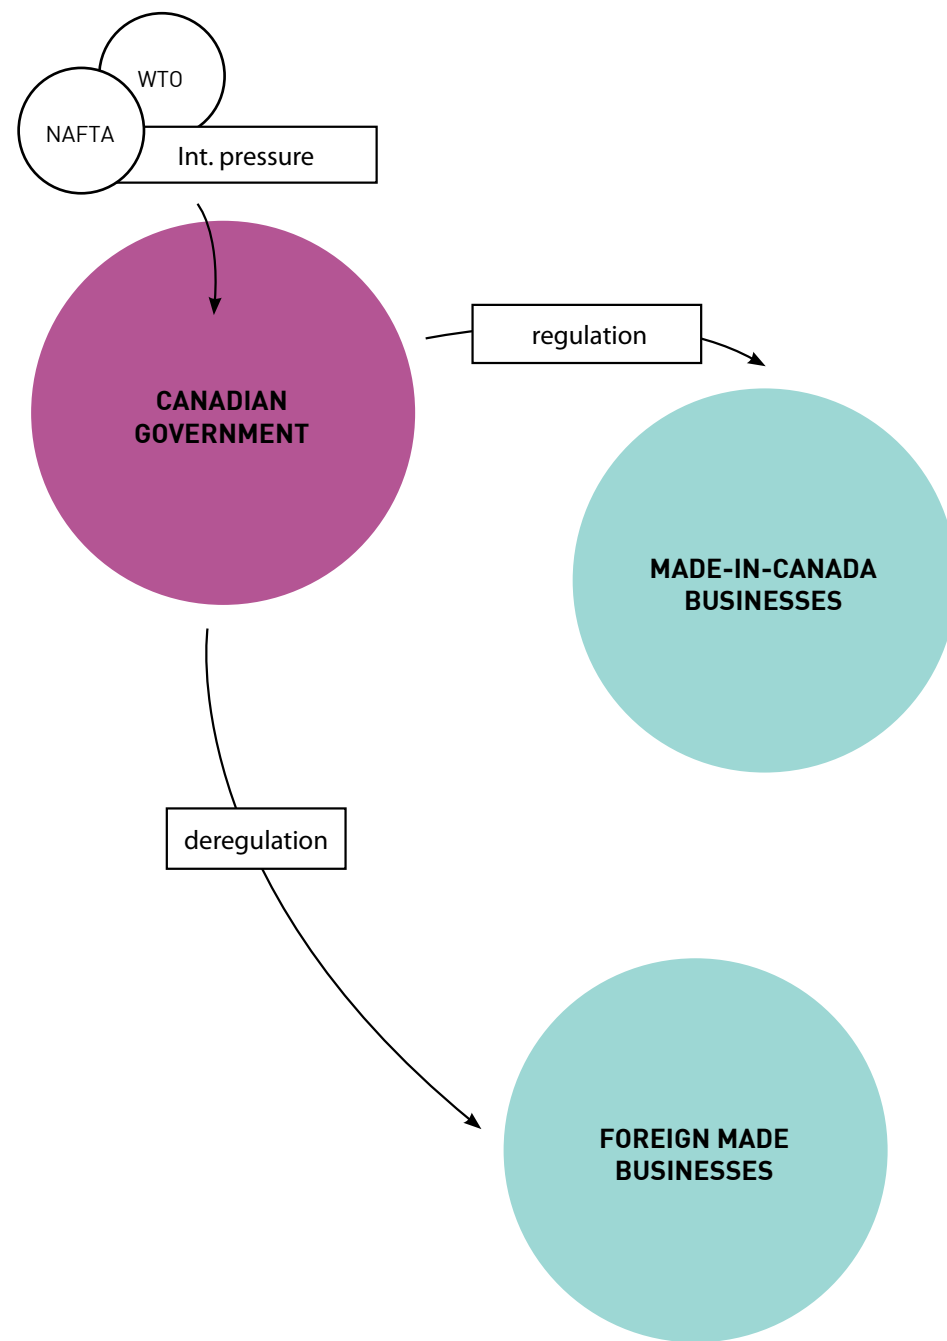 WTO
NAFTA
Int. pressure
regulation
CANADIAN
GOVERNMENT
MADE-IN-CANADA
BUSINESSES
deregulation
FOREIGN MADE
BUSINESSES